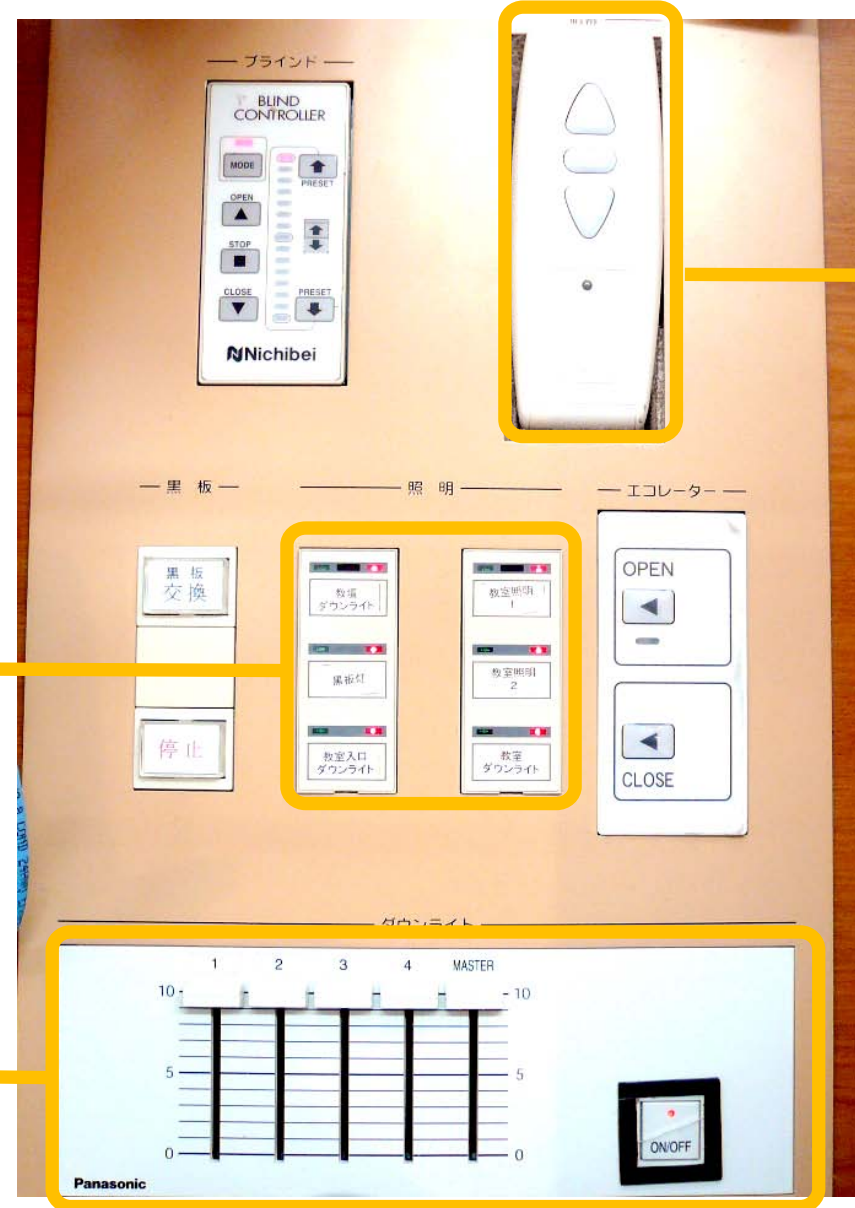 ブラインド
BLIND
CONTROLLER
MODE
PRESET
OPEN
STOP
CLOSE
PRESET
Nichibei
黒 板
照 明
エコレーター
黒 板
交 換
停 止
教壇
ダウンライト
黒板灯
教室入口
ダウンライト
教室照明
1
教室照明
2
教室
ダウンライト
OPEN
CLOSE
ダウンライト
1 2 3 4 MASTER
10 10
5 5
0 0
ON/OFF
Panasonic